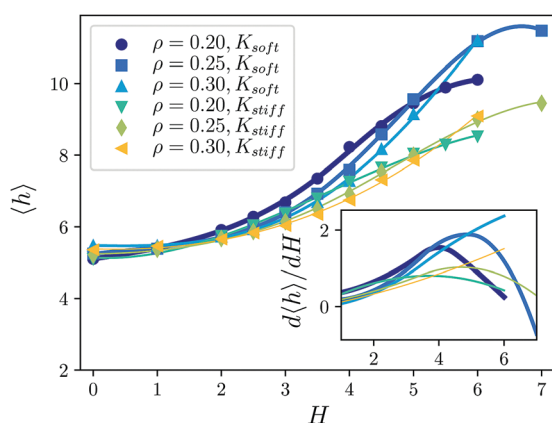 ρ = 0.20, K_soft
ρ = 0.25, K_soft
ρ = 0.30, K_soft
ρ = 0.20, K_stiff
ρ = 0.25, K_stiff
ρ = 0.30, K_stiff
10
8
6
4
2
⟨h⟩
0 1 2 3 4 5 6 7
H
d⟨h⟩/dH
2
0
2 4 6